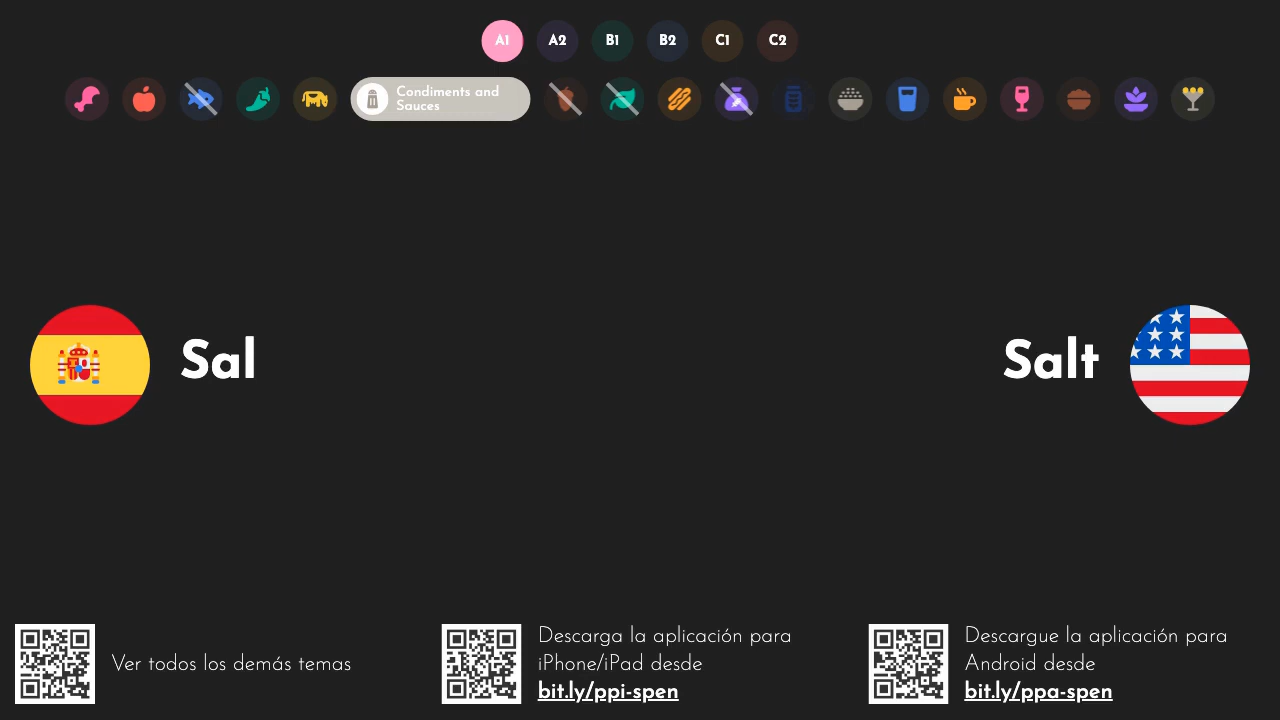 A1 A2 B1 B2 C1 C2
Condiments and
Sauces
Sal
Salt
Ver todos los demás temas
Descarga la aplicación para
iPhone/iPad desde
bit.ly/ppi-spen
Descargue la aplicación para
Android desde
bit.ly/ppa-spen